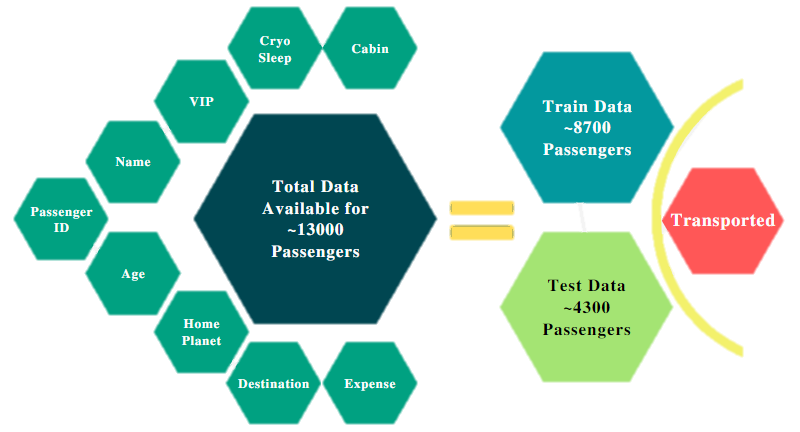 Cryo
Sleep
Cabin
VIP
Name
Passenger
ID
Age
Home
Planet
Destination
Expense
Total Data
Available for
~13000
Passengers
Train Data
~8700
Passengers
Test Data
~4300
Passengers
Transported